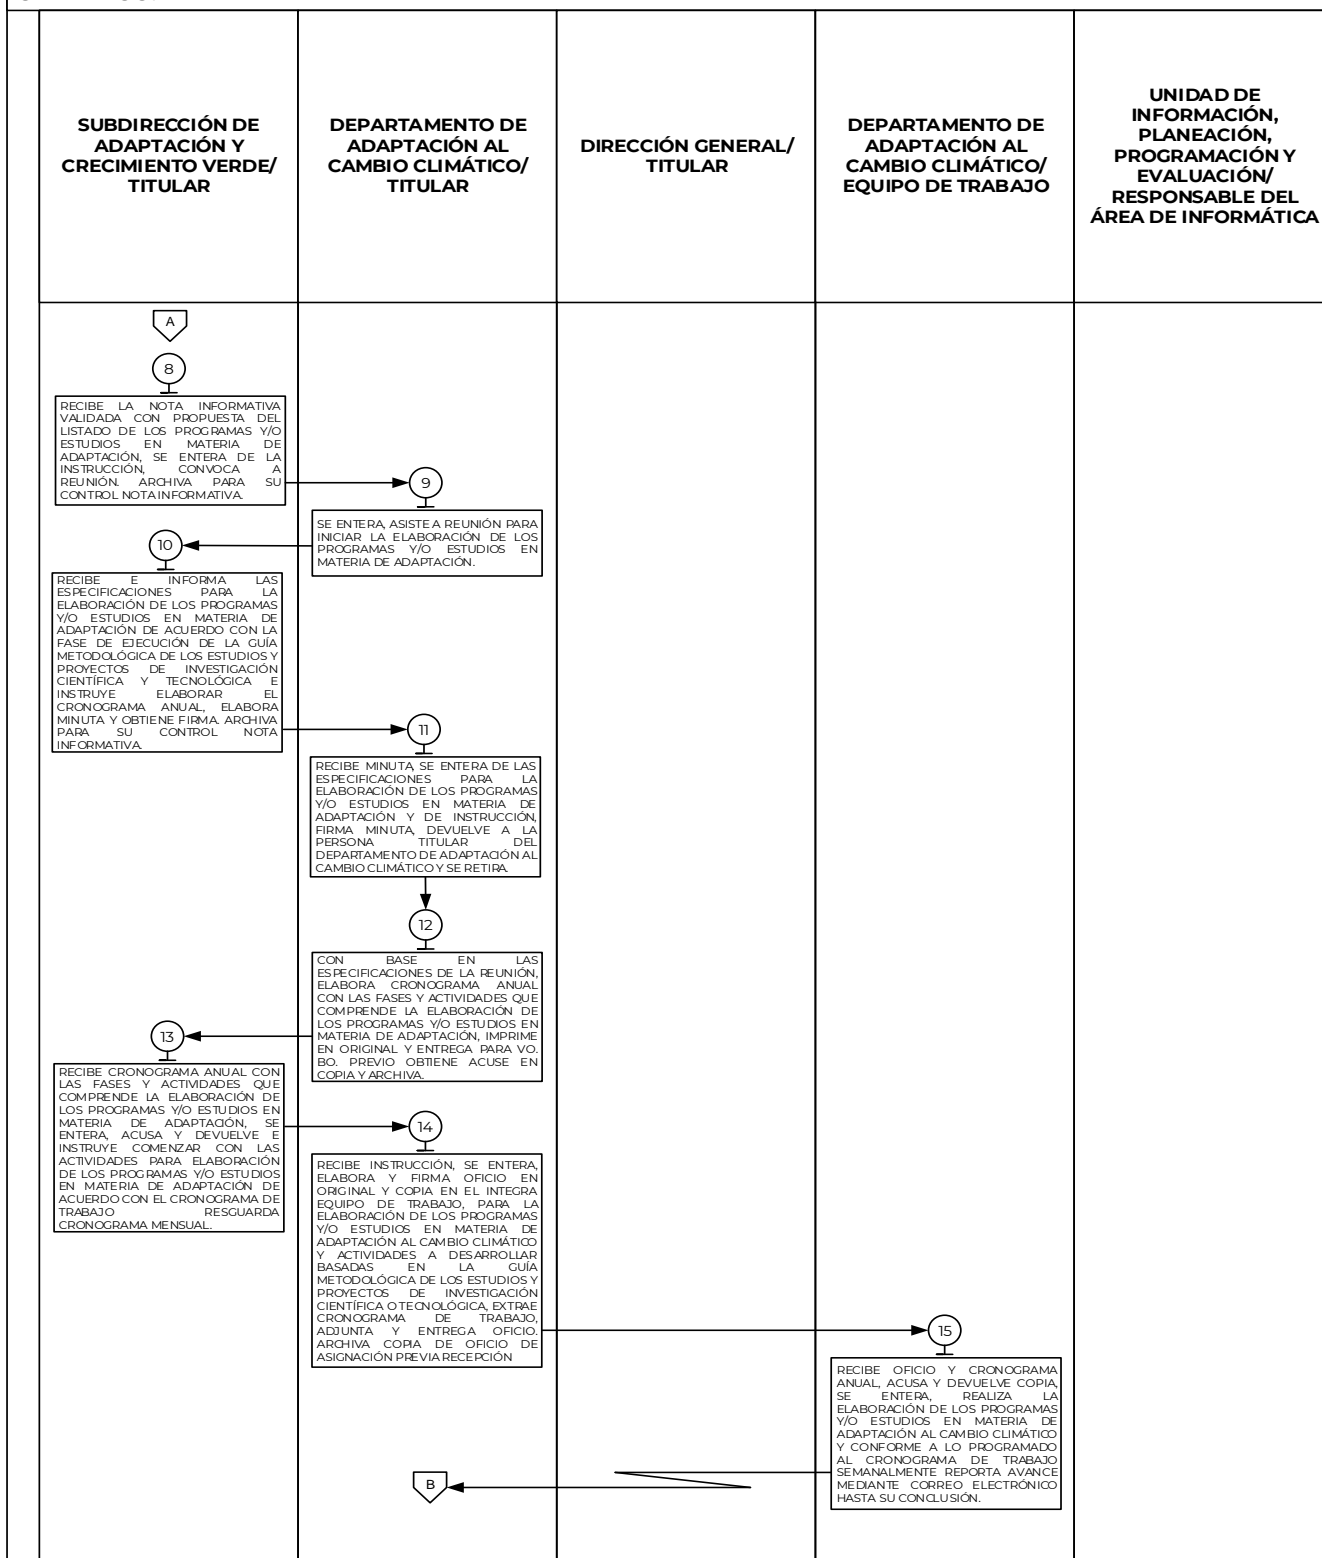 SUBDIRECCIÓN DE
ADAPTACIÓN Y
CRECIMIENTO VERDE/
TITULAR
DEPARTAMENTO DE
ADAPTACIÓN AL
CAMBIO CLIMÁTICO/
TITULAR
DIRECCIÓN GENERAL/
TITULAR
DEPARTAMENTO DE
ADAPTACIÓN AL
CAMBIO CLIMÁTICO/
EQUIPO DE TRABAJO
UNIDAD DE
INFORMACIÓN,
PLANEACIÓN,
PROGRAMACIÓN Y
EVALUACIÓN/
RESPONSABLE DEL
ÁREA DE INFORMÁTICA
A
8
RECIBE LA NOTA INFORMATIVA
VALIDADA CON PROPUESTA DEL
LISTADO DE LOS PROGRAMAS Y/O
ESTUDIOS EN MATERIA DE
ADAPTACIÓN, SE ENTERA DE LA
INSTRUCCIÓN, CONVOCA A
REUNIÓN. ARCHIVA PARA SU
CONTROL NOTA INFORMATIVA.
9
SE ENTERA, ASISTE A REUNIÓN PARA
INICIAR LA ELABORACIÓN DE LOS
PROGRAMAS Y/O ESTUDIOS EN
MATERIA DE ADAPTACIÓN.
10
RECIBE E INFORMA LAS
ESPECIFICACIONES PARA LA
ELABORACIÓN DE LOS PROGRAMAS
Y/O ESTUDIOS EN MATERIA DE
ADAPTACIÓN DE ACUERDO CON LA
FASE DE EJECUCIÓN DE LA GUÍA
METODOLÓGICA DE LOS ESTUDIOS Y
PROYECTOS DE INVESTIGACIÓN
CIENTÍFICA Y TECNOLÓGICA E
INSTRUYE ELABORAR EL
CRONOGRAMA ANUAL, ELABORA
MINUTA Y OBTIENE FIRMA. ARCHIVA
PARA SU CONTROL NOTA
INFORMATIVA.
11
RECIBE MINUTA, SE ENTERA DE LAS
ESPECIFICACIONES PARA LA
ELABORACIÓN DE LOS PROGRAMAS
Y/O ESTUDIOS EN MATERIA DE
ADAPTACIÓN Y DE INSTRUCCIÓN,
FIRMA MINUTA, DEVUELVE A LA
PERSONA TITULAR DEL
DEPARTAMENTO DE ADAPTACIÓN AL
CAMBIO CLIMÁTICO Y SE RETIRA.
12
CON BASE EN LAS
ESPECIFICACIONES DE LA REUNIÓN,
ELABORA CRONOGRAMA ANUAL
CON LAS FASES Y ACTIVIDADES QUE
COMPRENDE LA ELABORACIÓN DE
LOS PROGRAMAS Y/O ESTUDIOS EN
MATERIA DE ADAPTACIÓN, IMPRIME
EN ORIGINAL Y ENTREGA PARA VO.
BO. PREVIO OBTIENE ACUSE EN
COPIA Y ARCHIVA.
13
RECIBE CRONOGRAMA ANUAL CON
LAS FASES Y ACTIVIDADES QUE
COMPRENDE LA ELABORACIÓN DE
LOS PROGRAMAS Y/O ESTUDIOS EN
MATERIA DE ADAPTACIÓN, SE
ENTERA, ACUSA Y DEVUELVE E
INSTRUYE COMENZAR CON LAS
ACTIVIDADES PARA ELABORACIÓN
DE LOS PROGRAMAS Y/O ESTUDIOS
EN MATERIA DE ADAPTACIÓN DE
ACUERDO CON EL CRONOGRAMA DE
TRABAJO RESGUARDA
CRONOGRAMA MENSUAL.
14
RECIBE INSTRUCCIÓN, SE ENTERA,
ELABORA Y FIRMA OFICIO EN
ORIGINAL Y COPIA EN EL INTEGRA
EQUIPO DE TRABAJO, PARA LA
ELABORACIÓN DE LOS PROGRAMAS
Y/O ESTUDIOS EN MATERIA DE
ADAPTACIÓN AL CAMBIO CLIMÁTICO
Y ACTIVIDADES A DESARROLLAR
BASADAS EN LA GUÍA
METODOLÓGICA DE LOS ESTUDIOS Y
PROYECTOS DE INVESTIGACIÓN
CIENTÍFICA O TECNOLÓGICA, EXTRAE
CRONOGRAMA DE TRABAJO,
ADJUNTA Y ENTREGA OFICIO.
ARCHIVA COPIA DE OFICIO DE
ASIGNACIÓN PREVIA RECEPCIÓN
15
RECIBE OFICIO Y CRONOGRAMA
ANUAL, ACUSA Y DEVUELVE COPIA,
SE ENTERA, REALIZA LA
ELABORACIÓN DE LOS PROGRAMAS
Y/O ESTUDIOS EN MATERIA DE
ADAPTACIÓN AL CAMBIO CLIMÁTICO
Y CONFORME A LO PROGRAMADO
AL CRONOGRAMA DE TRABAJO
SEMANALMENTE REPORTA AVANCE
MEDIANTE CORREO ELECTRÓNICO
HASTA SU CONCLUSIÓN.
B